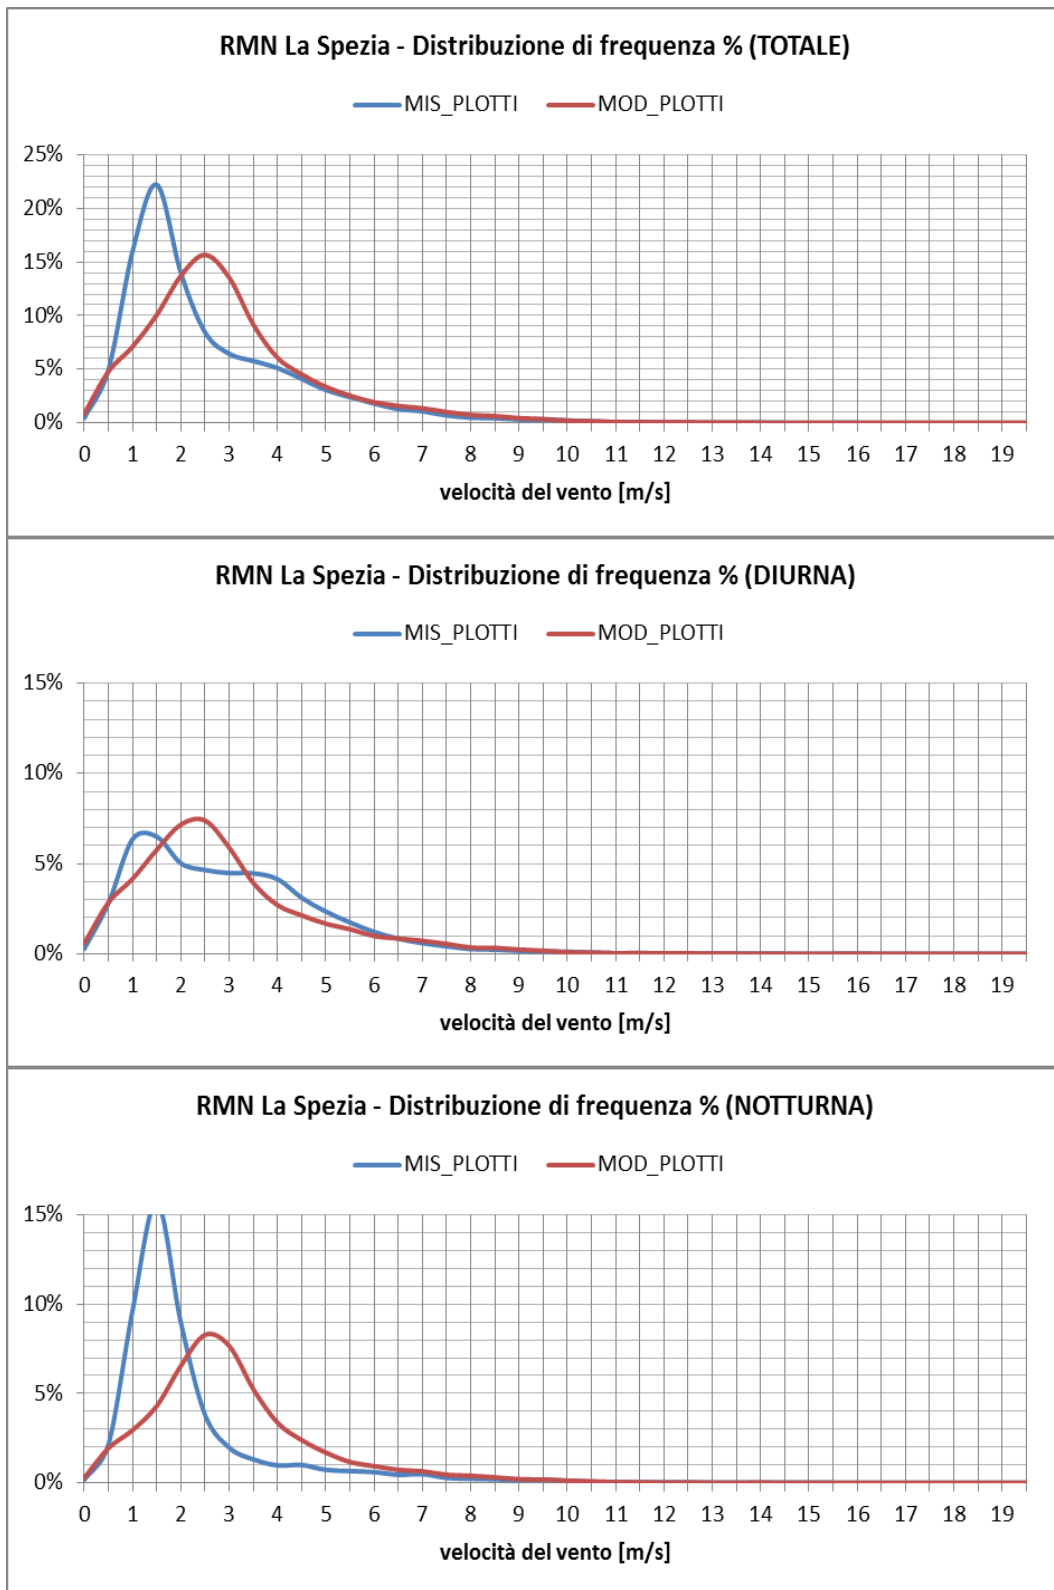 RMN La Spezia - Distribuzione di frequenza % (TOTALE)
MIS_PLOTTI MOD_PLOTTI
25%
20%
15%
10%
5%
0%
0 1 2 3 4 5 6 7 8 9 10 11 12 13 14 15 16 17 18 19
velocità del vento [m/s]
RMN La Spezia - Distribuzione di frequenza % (DIURNA)
MIS_PLOTTI MOD_PLOTTI
15%
10%
5%
0%
0 1 2 3 4 5 6 7 8 9 10 11 12 13 14 15 16 17 18 19
velocità del vento [m/s]
RMN La Spezia - Distribuzione di frequenza % (NOTTURNA)
MIS_PLOTTI MOD_PLOTTI
15%
10%
5%
0%
0 1 2 3 4 5 6 7 8 9 10 11 12 13 14 15 16 17 18 19
velocità del vento [m/s]